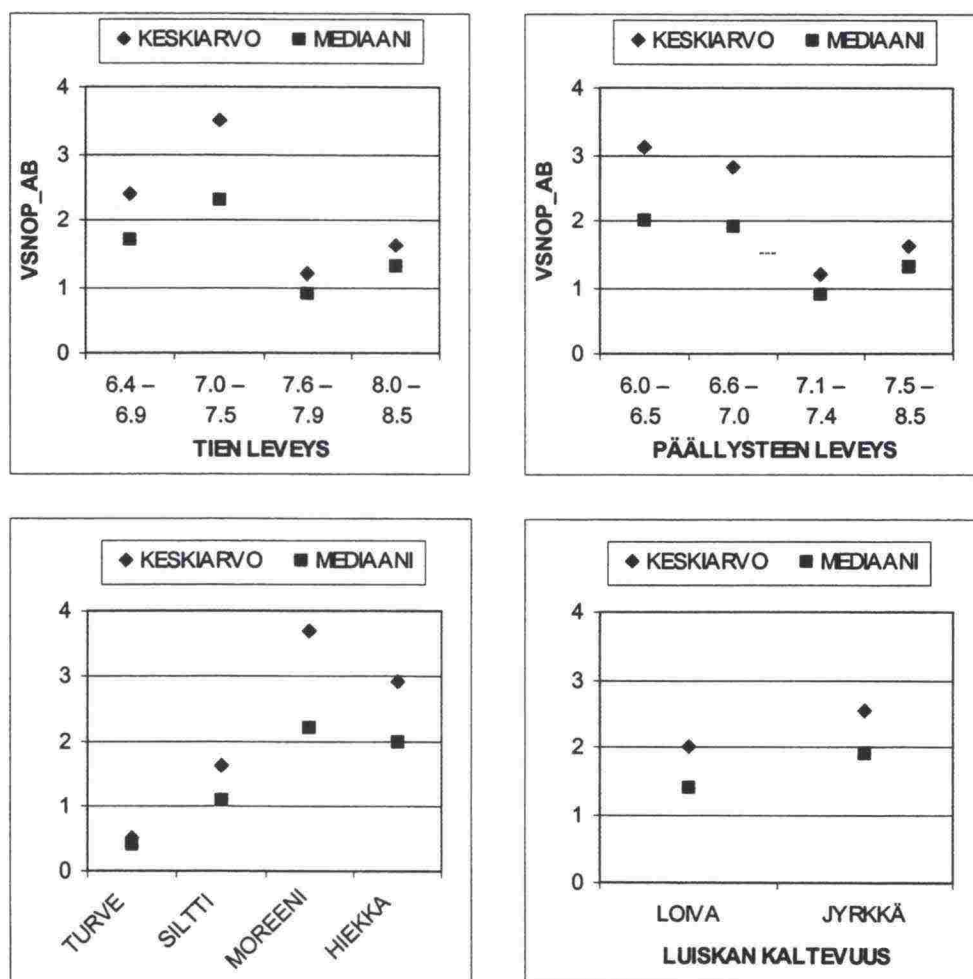 KESKIARVO MEDIAANI
VSNOP_AB
4
3
2
1
0
6.4 – 7.0 – 7.6 – 8.0 –
6.9 7.5 7.9 8.5
TIEN LEVEYS
KESKIARVO MEDIAANI
VSNOP_AB
4
3
2
1
0
6.0 – 6.6 – 7.1 – 7.5 –
6.5 7.0 7.4 8.5
PÄÄLLYSTEEN LEVEYS
KESKIARVO MEDIAANI
4
3
2
1
0
TURVE
SILTTI
MOREENI
HIEKKA
KESKIARVO MEDIAANI
4
3
2
1
0
LOIVA JYRKKÄ
LUISKAN KALTEVUUS